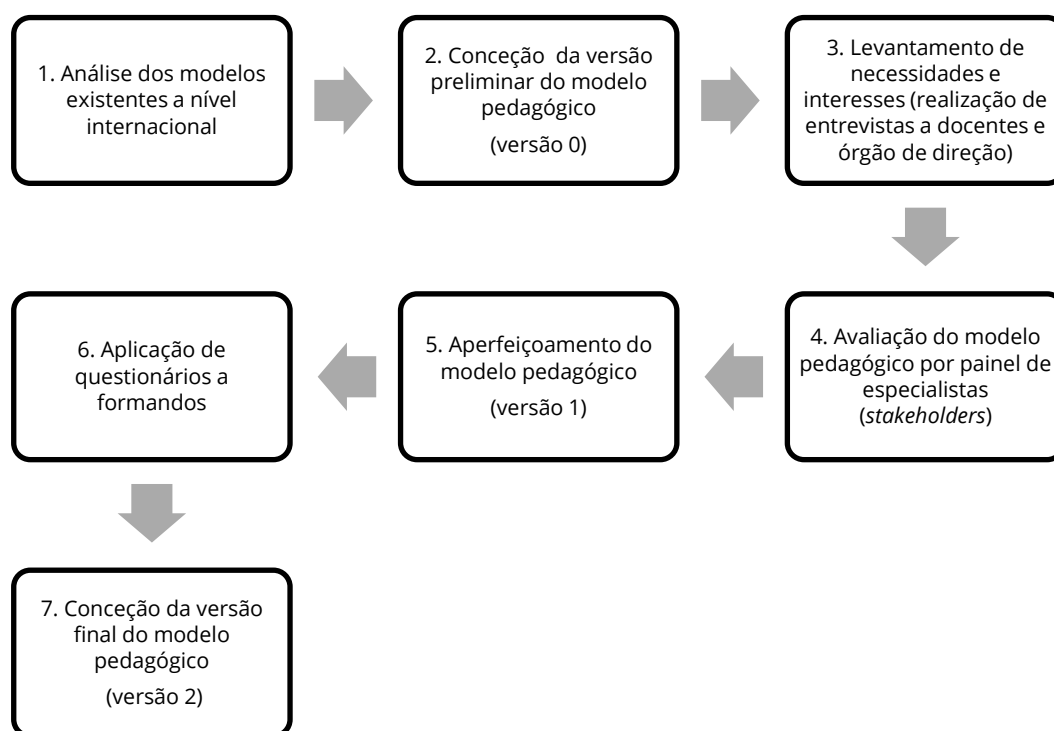 1. Análise dos modelos
existentes a nível
internacional
2. Conceção da versão
preliminar do modelo
pedagógico
(versão 0)
3. Levantamento de
necessidades e
interesses (realização de
entrevistas a docentes e
órgão de direção)
4. Avaliação do modelo
pedagógico por painel de
especialistas
(stakeholders)
5. Aperfeiçoamento do
modelo pedagógico
(versão 1)
6. Aplicação de
questionários a
formandos
7. Conceção da versão
final do modelo
pedagógico
(versão 2)